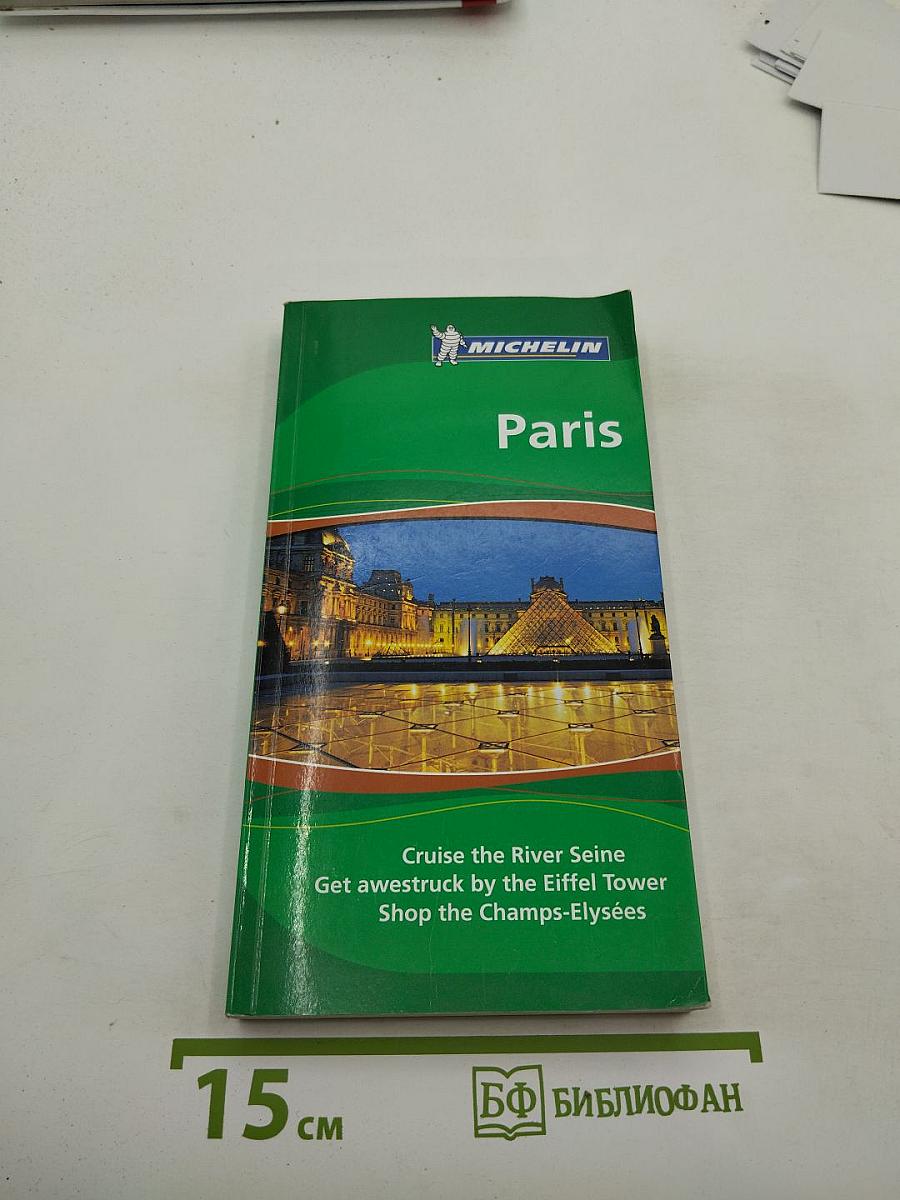 MICHELIN
Paris
Cruise the River Seine
Get awestruck by the Eiffel Tower
Shop the Champs-Elysées
15 см
БФ БИБЛИОФАН